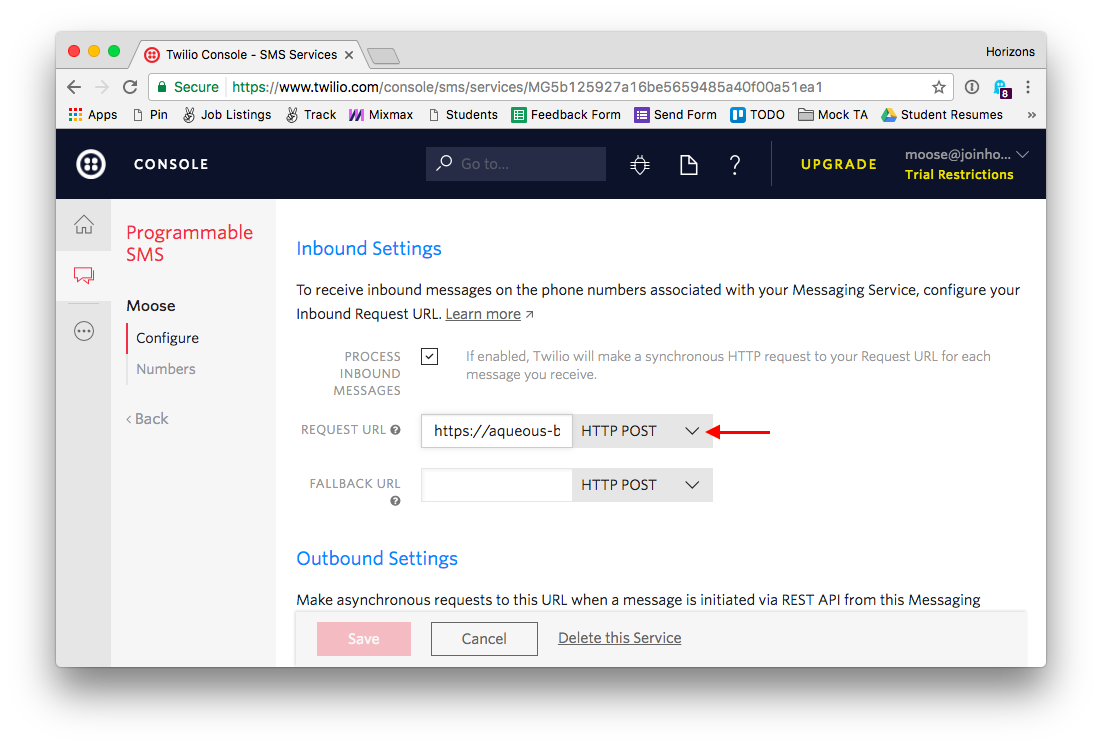 Twilio Console - SMS Services
Horizons
Secure https://www.twilio.com/console/sms/services/MG5b125927a16be5659485a40f00a51ea1
8
Apps Pin Job Listings Track Mixmax Students Feedback Form Send Form TODO Mock TA Student Resumes »
CONSOLE
Go to...
?
UPGRADE
moose@joinho...
Trial Restrictions
Programmable
SMS
Moose
Configure
Numbers
‹ Back
Inbound Settings
To receive inbound messages on the phone numbers associated with your Messaging Service, configure your
Inbound Request URL. Learn more
PROCESS
INBOUND
MESSAGES
If enabled, Twilio will make a synchronous HTTP request to your Request URL for each
message you receive.
REQUEST URL ? https://aqueous-b HTTP POST
FALLBACK URL HTTP POST
?
Outbound Settings
Make asynchronous requests to this URL when a message is initiated via REST API from this Messaging
Save Cancel Delete this Service